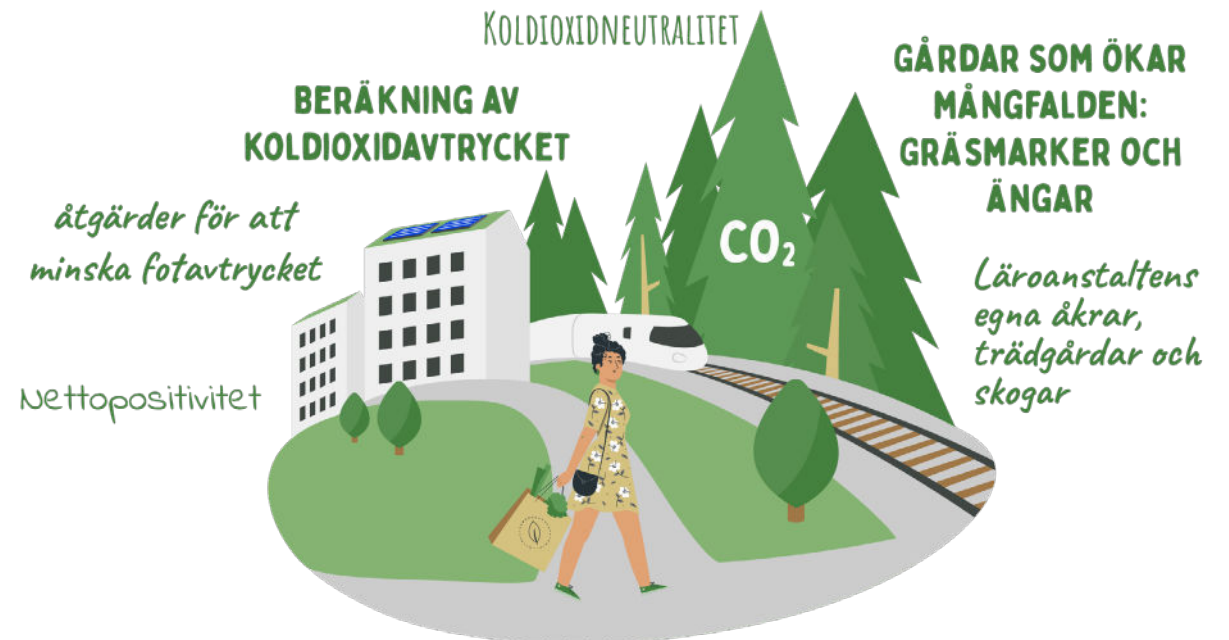 KOLDIOXIDNEUTRALITET
BERÄKNING AV
KOLDIOXIDAVTRYCKET
GÅRDAR SOM ÖKAR
MÅNGFALDEN:
GRÄSMARKER OCH
ÄNGAR
åtgärder för att
minska fotavtrycket
CO₂
Läroanstaltens
egna åkrar,
trädgårdar och
skogar
Nettopositivitet